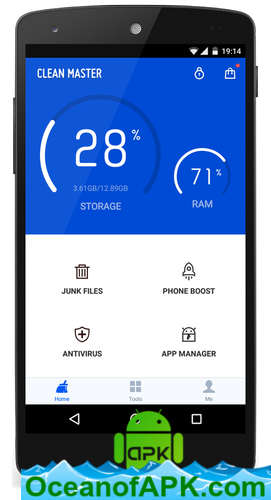 19:14
CLEAN MASTER
28%
3.61GB/12.89GB
STORAGE
71%
RAM
JUNK FILES
PHONE BOOST
ANTIVIRUS
APP MANAGER
Home
Tools
Me
APK
OceanofAPK.com